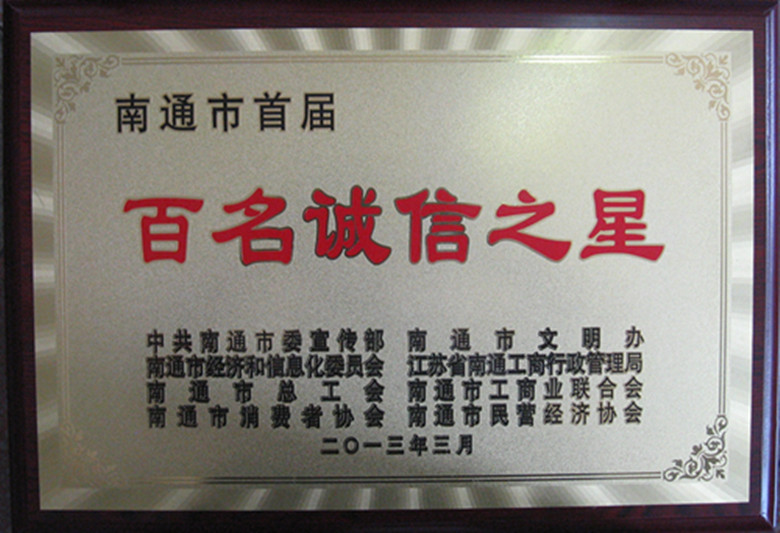 南通市首届
百名诚信之星
中共南通市委宣传部 南通市文明办
南通市经济和信息化委员会 江苏省南通工商行政管理局
南通市总工会 南通市工商业联合会
南通市消费者协会 南通市民营经济协会
二〇一三年三月